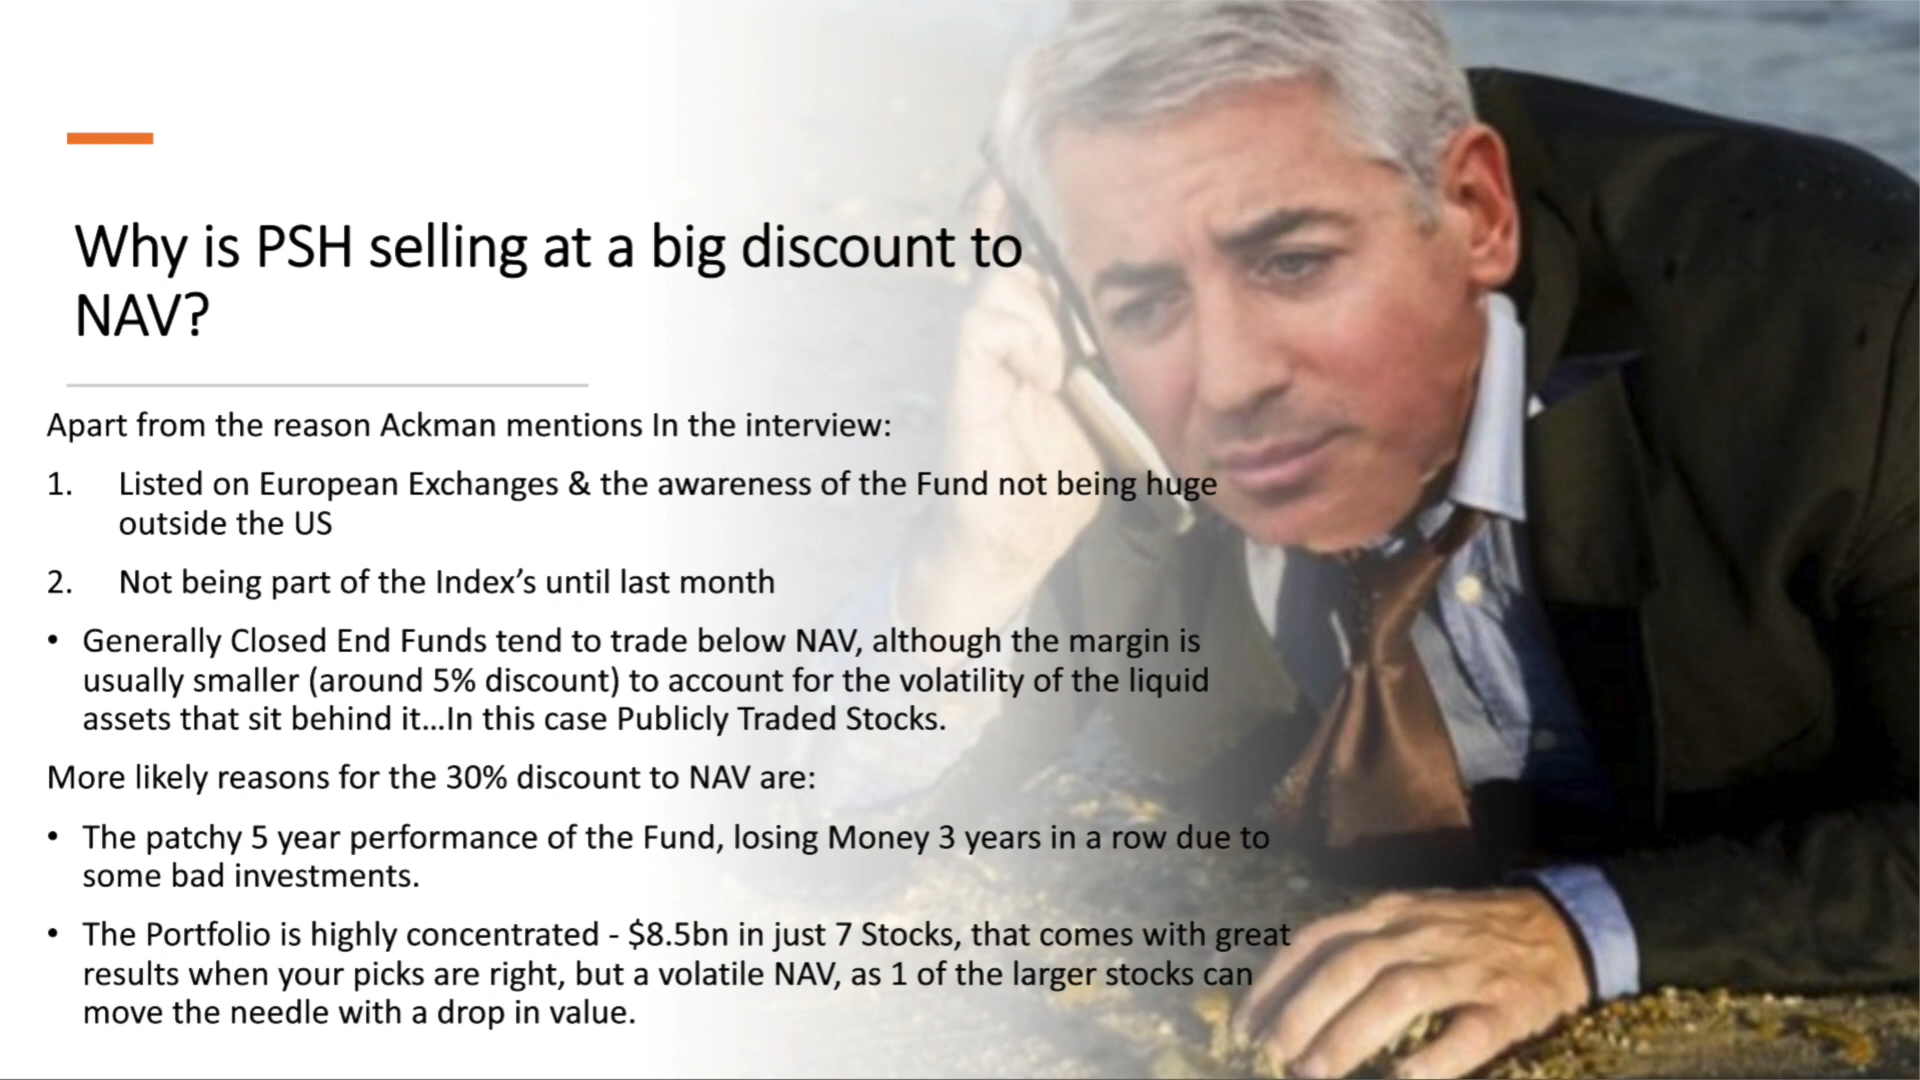 Why is PSH selling at a big discount to
NAV?
Apart from the reason Ackman mentions In the interview:
1. Listed on European Exchanges & the awareness of the Fund not being huge
outside the US
2. Not being part of the Index’s until last month
• Generally Closed End Funds tend to trade below NAV, although the margin is
usually smaller (around 5% discount) to account for the volatility of the liquid
assets that sit behind it…In this case Publicly Traded Stocks.
More likely reasons for the 30% discount to NAV are:
• The patchy 5 year performance of the Fund, losing Money 3 years in a row due to
some bad investments.
• The Portfolio is highly concentrated - $8.5bn in just 7 Stocks, that comes with great
results when your picks are right, but a volatile NAV, as 1 of the larger stocks can
move the needle with a drop in value.